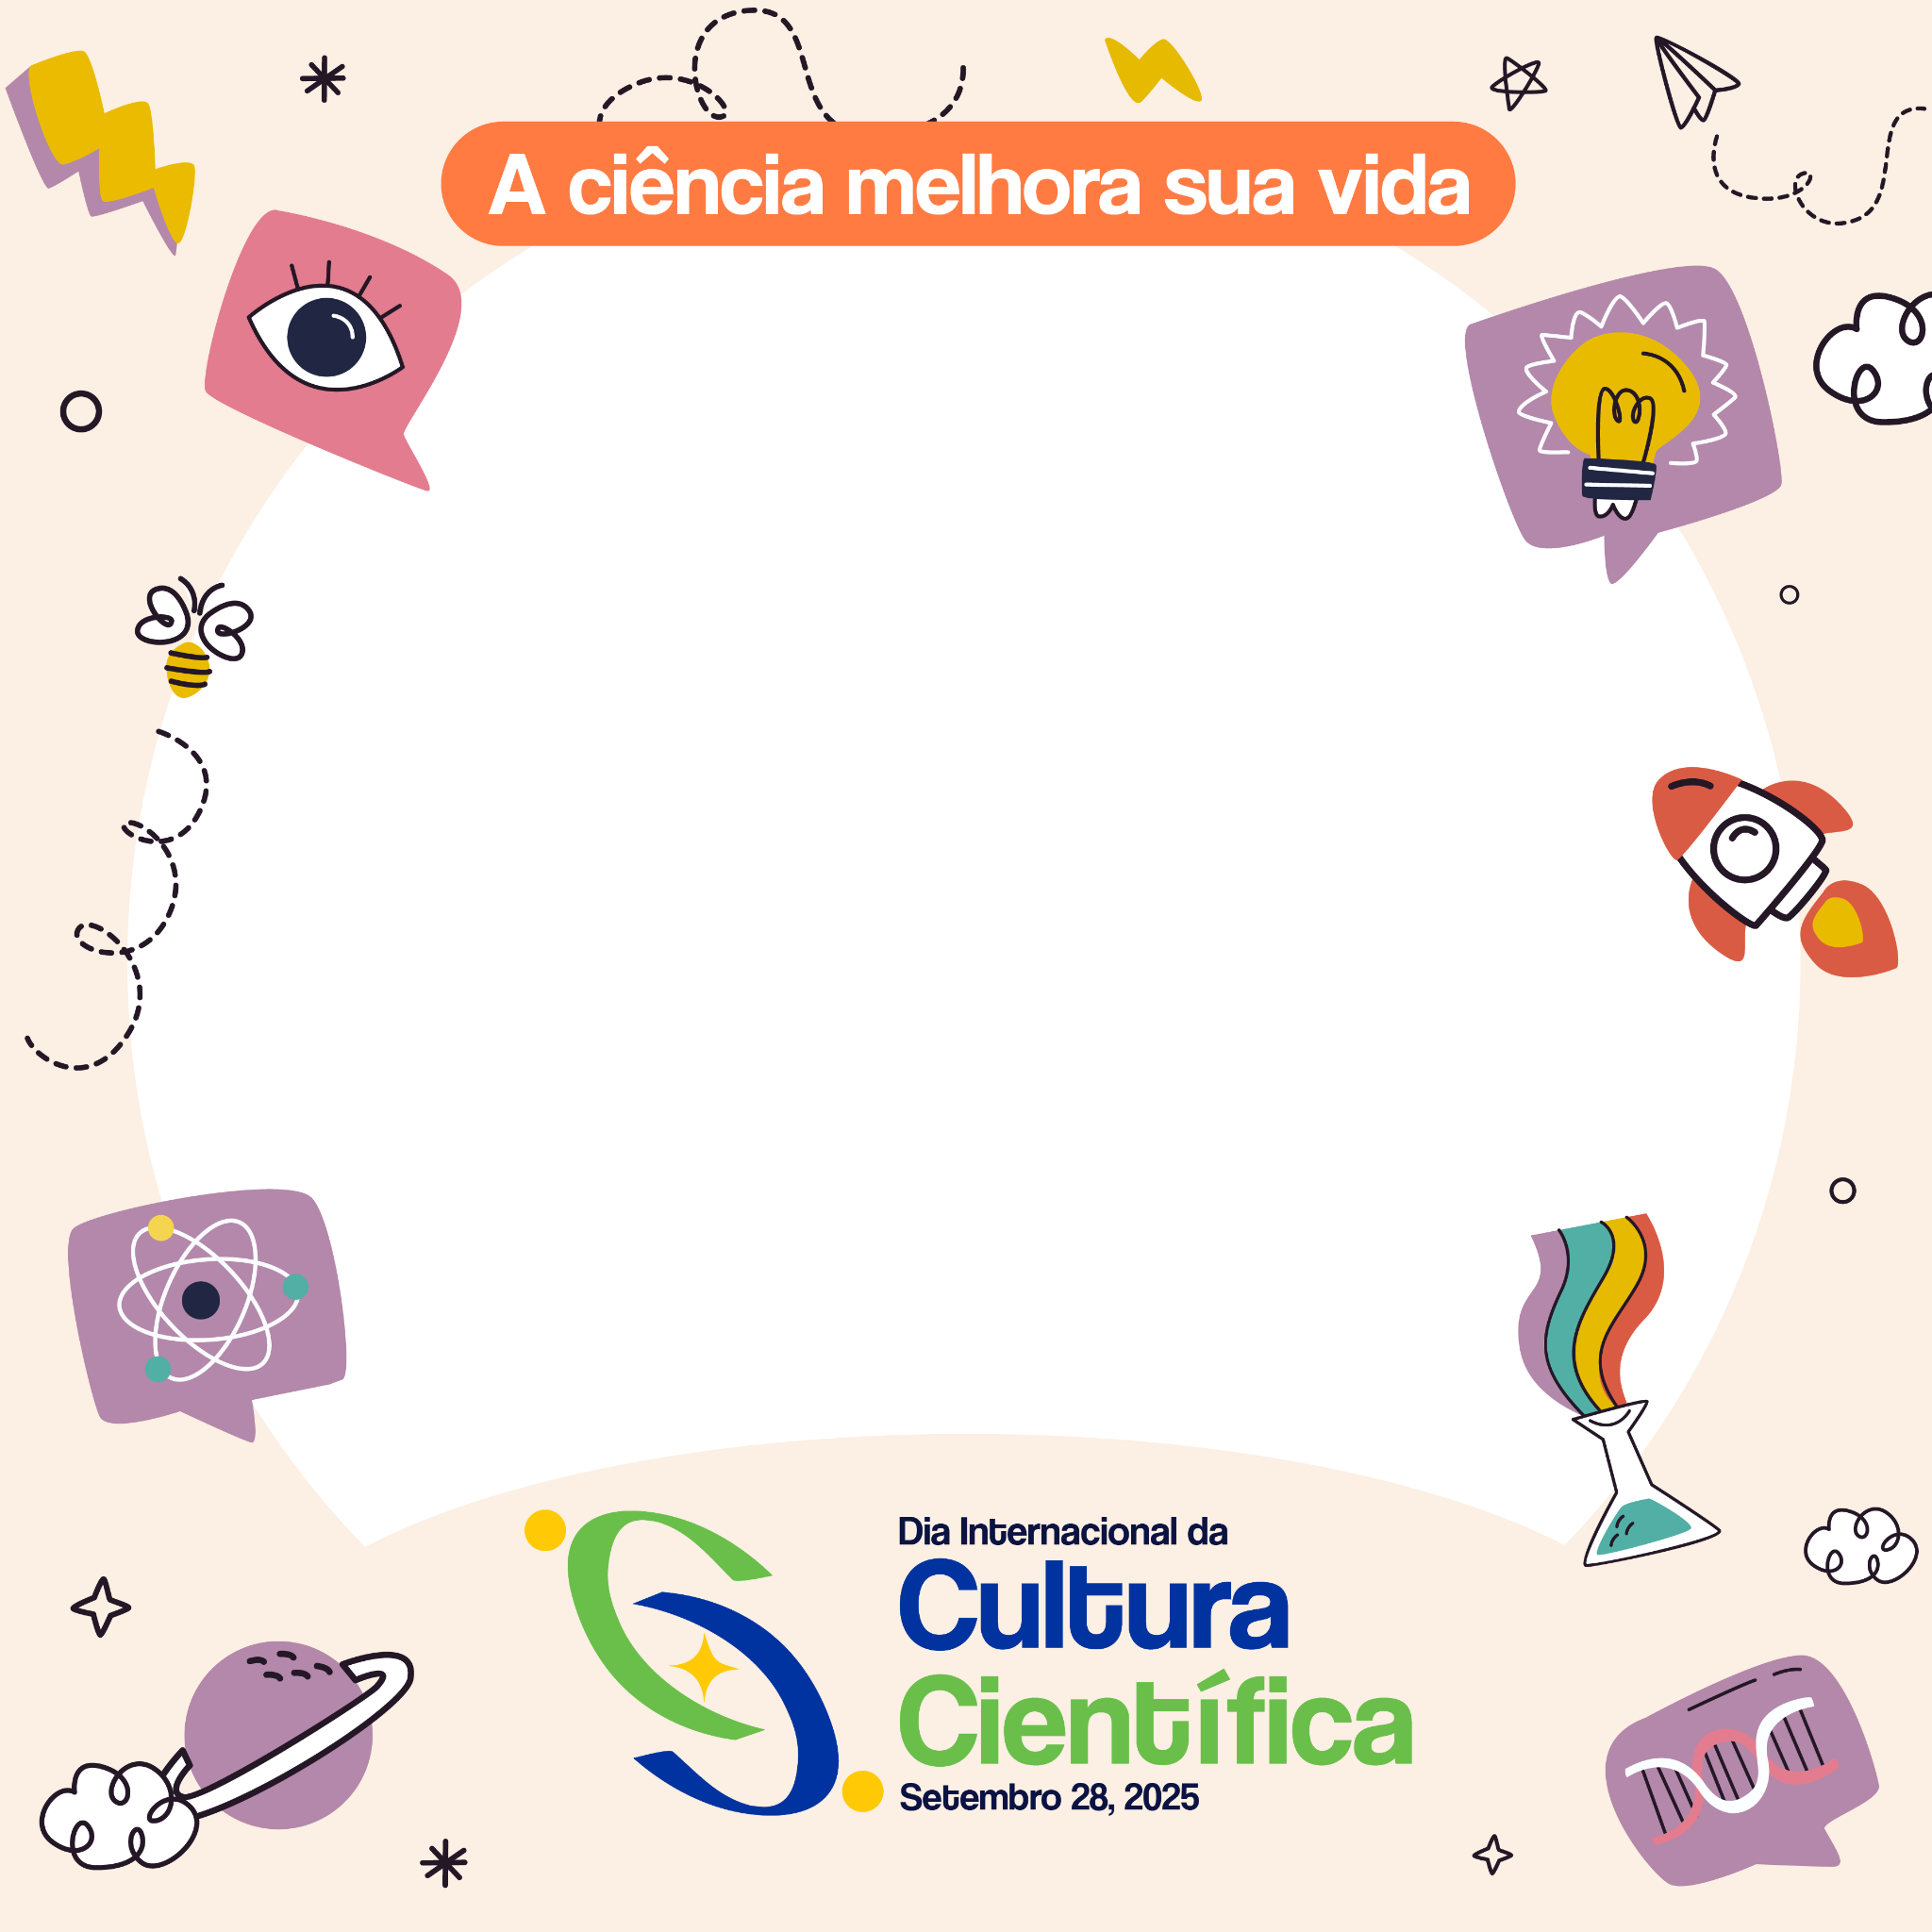 A ciência melhora sua vida
Dia Internacional da
Cultura
Científica
Setembro 28, 2025